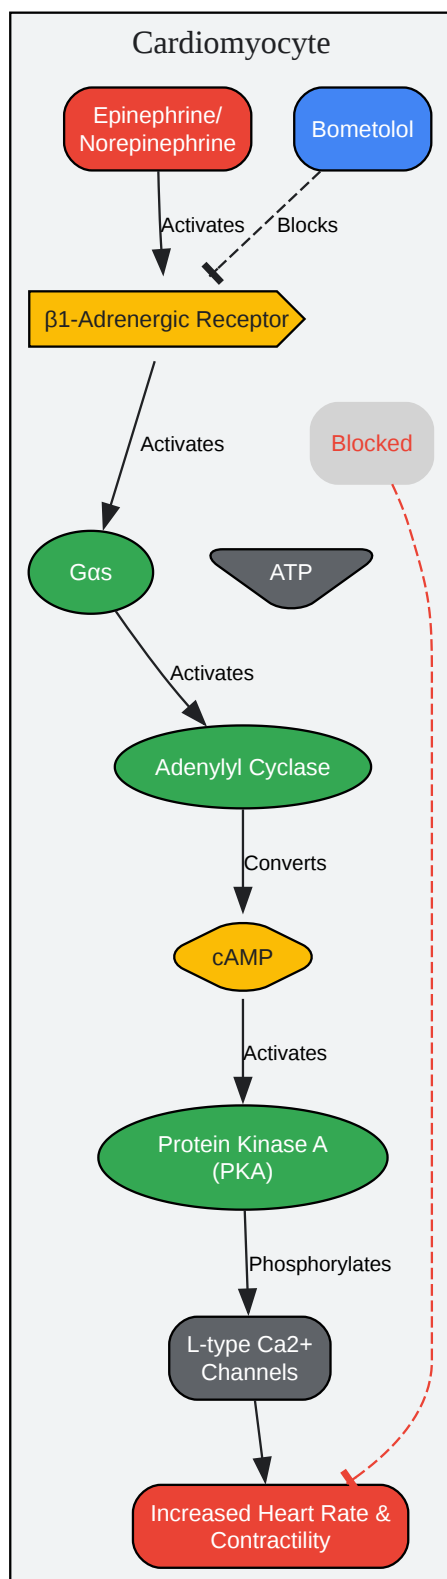 Cardiomyocyte
Epinephrine/
Norepinephrine
Bometolol
Activates
Blocks
β1-Adrenergic Receptor
Activates
Blocked
Gαs
ATP
Activates
Adenylyl Cyclase
Converts
cAMP
Activates
Protein Kinase A
(PKA)
Phosphorylates
L-type Ca2+
Channels
Increased Heart Rate &
Contractility